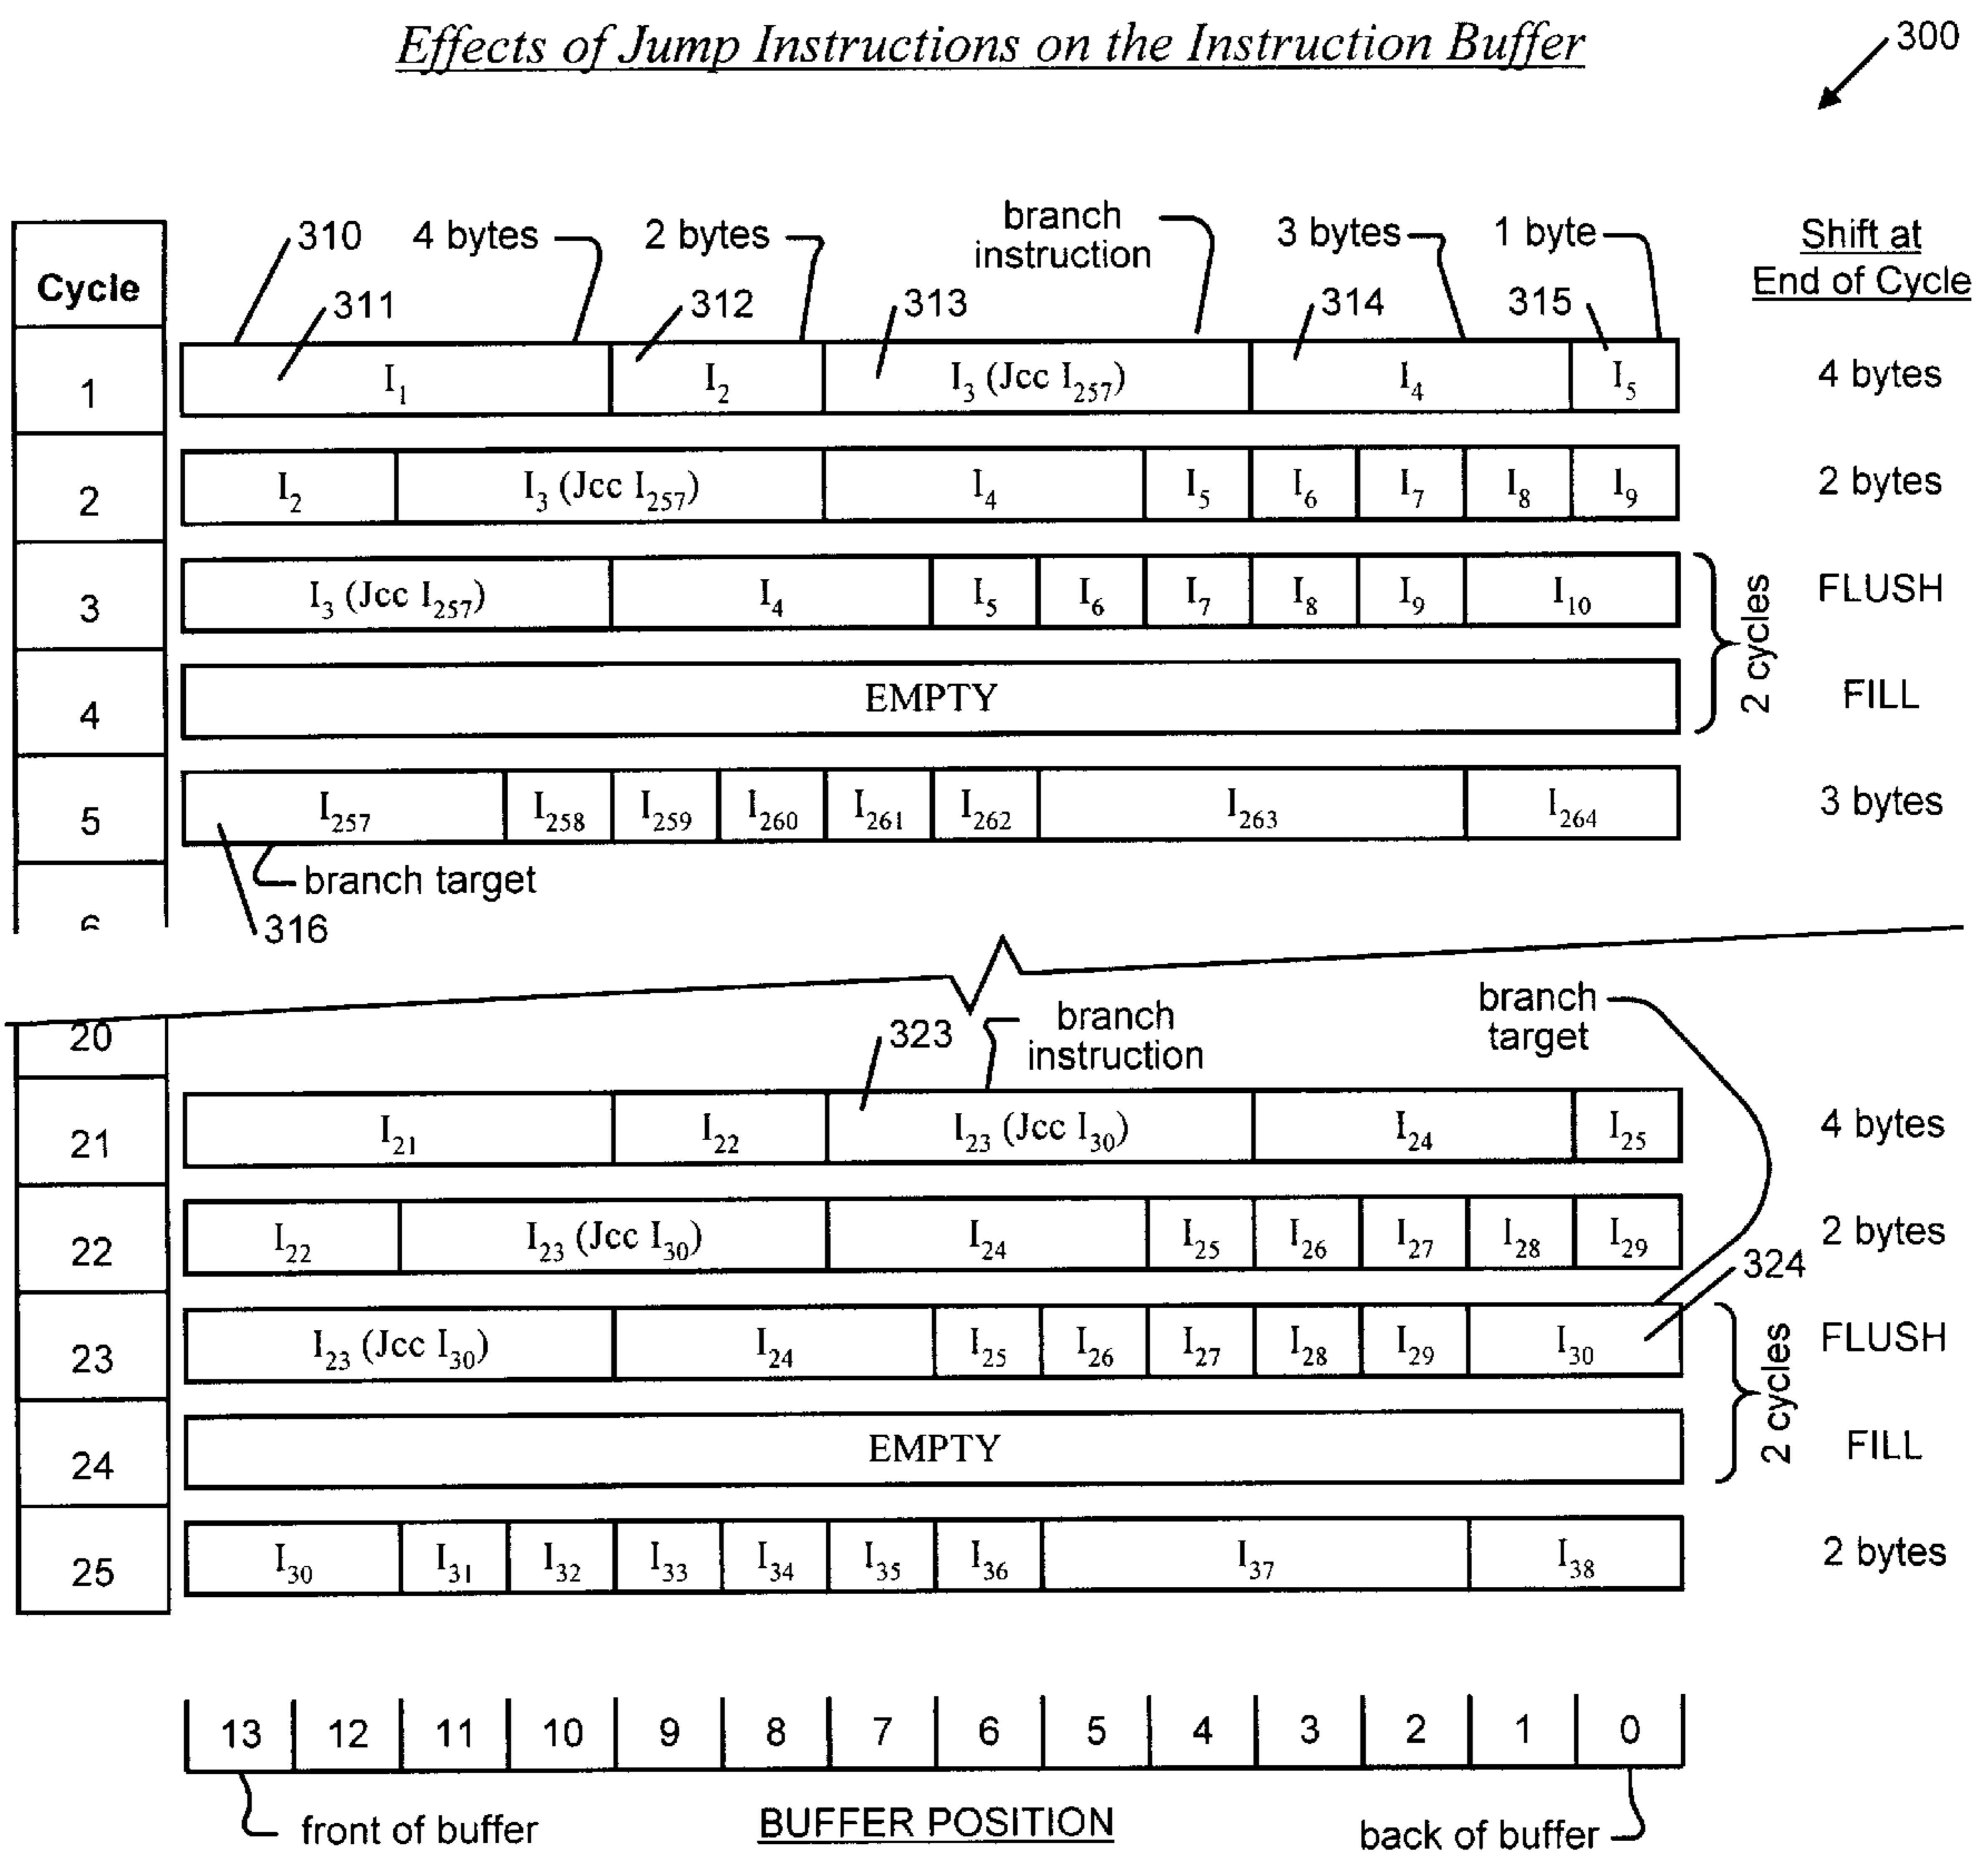 Effects of Jump Instructions on the Instruction Buffer
300
310 4 bytes 2 bytes branch instruction 3 bytes 1 byte Shift at End of Cycle
Cycle 311 312 313 314 315
1 I1 I2 I3 (Jcc I257) I4 I5 4 bytes
2 I2 I3 (Jcc I257) I4 I5 I6 I7 I8 I9 2 bytes
3 I3 (Jcc I257) I4 I5 I6 I7 I8 I9 I10 FLUSH
2 cycles
4 EMPTY FILL
5 I257 I258 I259 I260 I261 I262 I263 I264 3 bytes
branch target
6 316
20 323 branch instruction branch target
21 I21 I22 I23 (Jcc I30) I24 I25 4 bytes
22 I22 I23 (Jcc I30) I24 I25 I26 I27 I28 I29 2 bytes
324
23 I23 (Jcc I30) I24 I25 I26 I27 I28 I29 I30 FLUSH
2 cycles
24 EMPTY FILL
25 I30 I31 I32 I33 I34 I35 I36 I37 I38 2 bytes
13 12 11 10 9 8 7 6 5 4 3 2 1 0
front of buffer BUFFER POSITION back of buffer